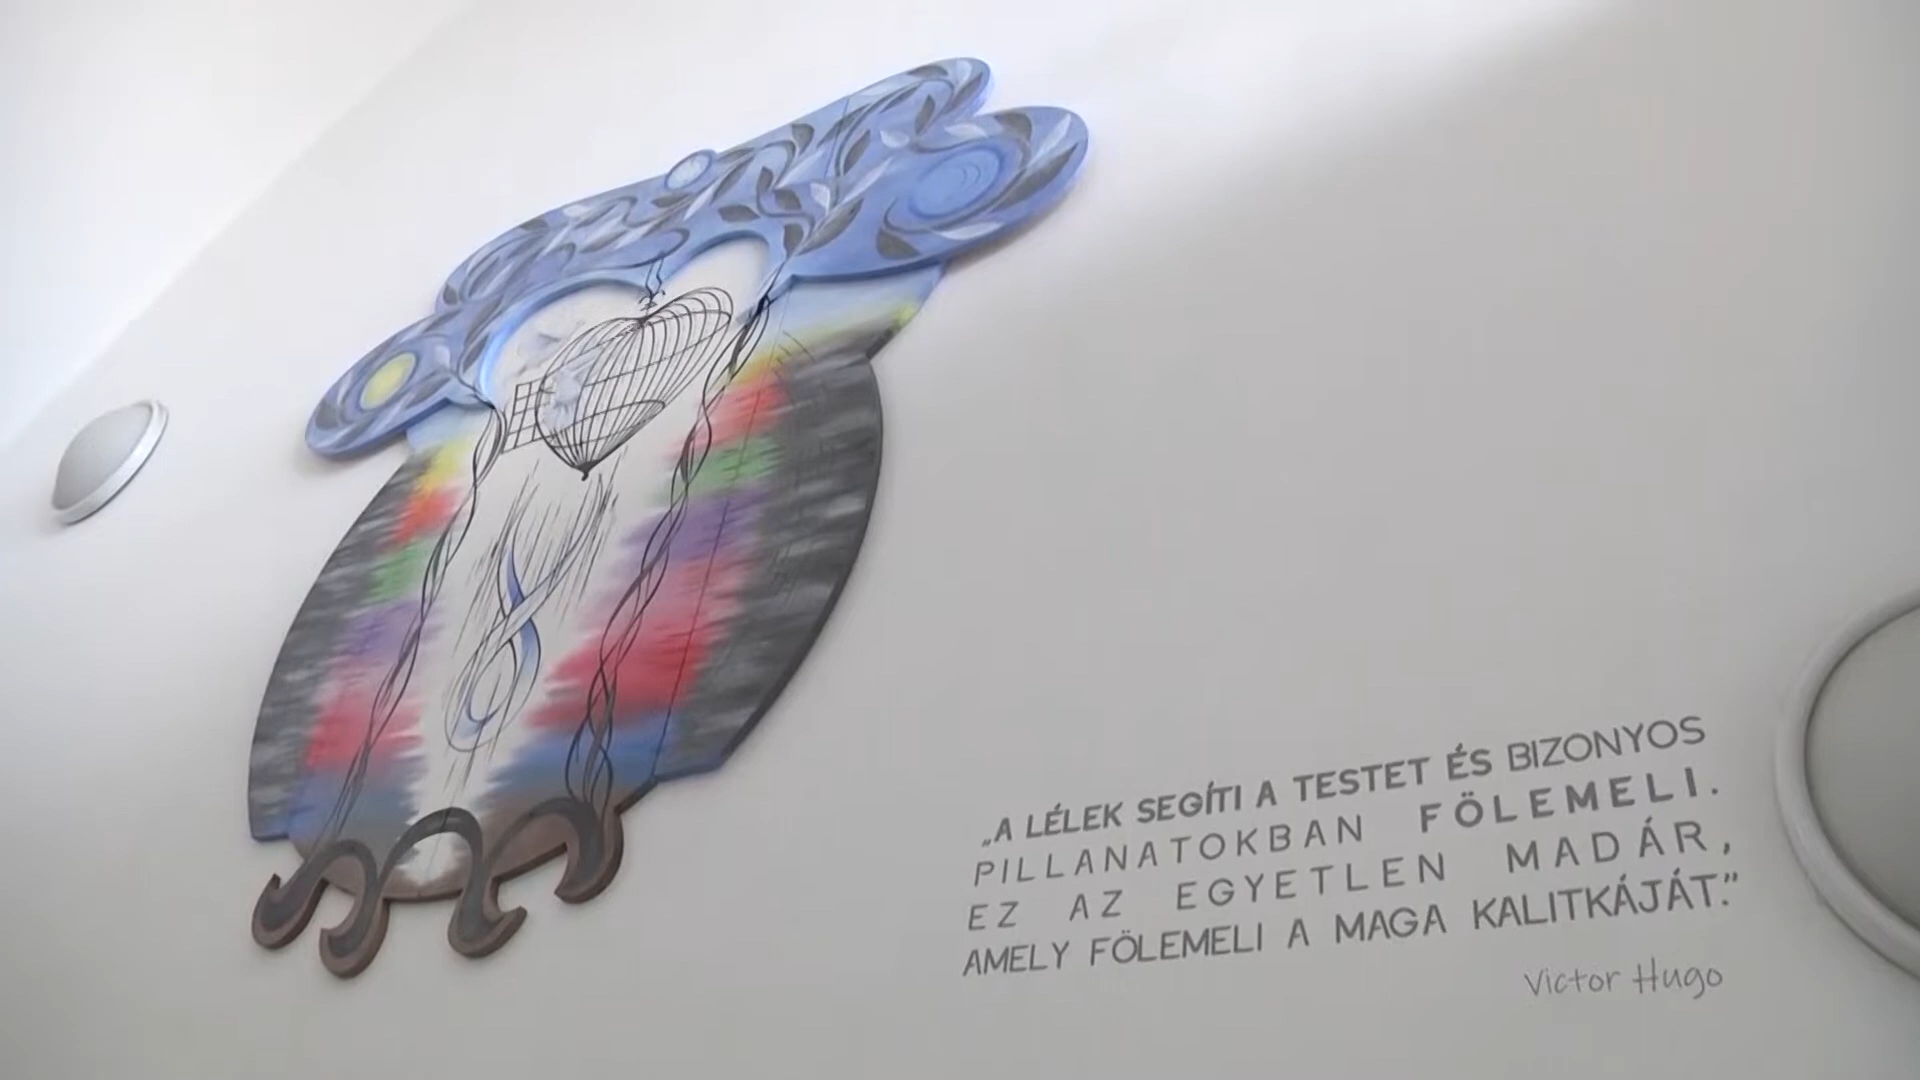 „A LÉLEK SEGÍTI A TESTET ÉS BIZONYOS
PILLANATOKBAN FÖLEMELI.
EZ AZ EGYETLEN MADÁR,
AMELY FÖLEMELI A MAGA KALITKÁJÁT.”
Victor Hugo